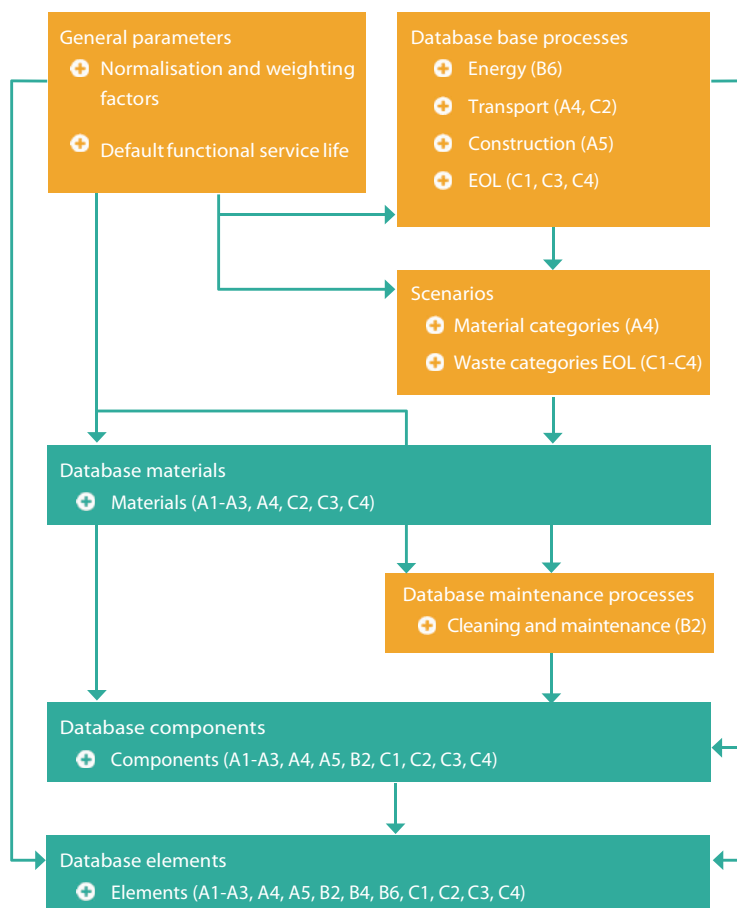 General parameters
Normalisation and weighting
factors
Default functional service life
Database base processes
Energy (B6)
Transport (A4, C2)
Construction (A5)
EOL (C1, C3, C4)
Scenarios
Material categories (A4)
Waste categories EOL (C1-C4)
Database materials
Materials (A1-A3, A4, C2, C3, C4)
Database maintenance processes
Cleaning and maintenance (B2)
Database components
Components (A1-A3, A4, A5, B2, C1, C2, C3, C4)
Database elements
Elements (A1-A3, A4, A5, B2, B4, B6, C1, C2, C3, C4)